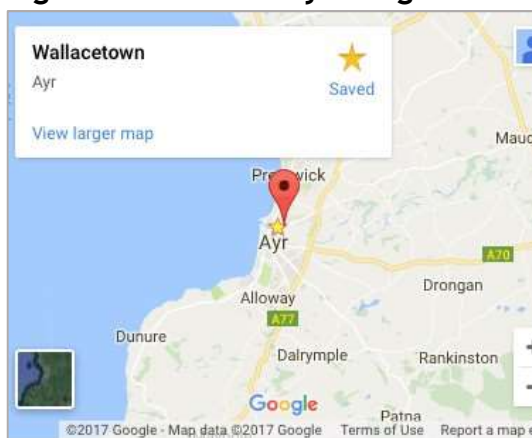 Wallacetown
Ayr
Saved
View larger map
Ayr
A70
Drongan
Alloway
A77
Dunure
Dalrymple
Rankinston
Google
Patna
©2017 Google - Map data ©2017 Google Terms of Use Report a map